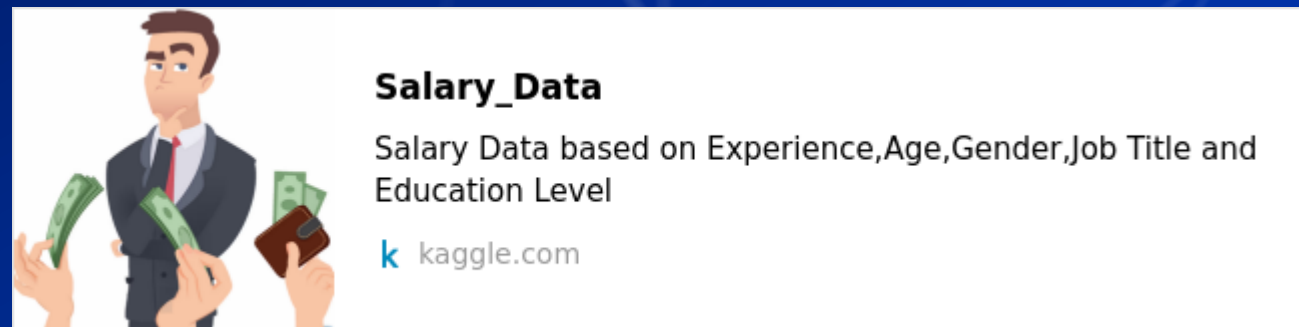 Salary_Data
Salary Data based on Experience,Age,Gender,Job Title and
Education Level
k kaggle.com